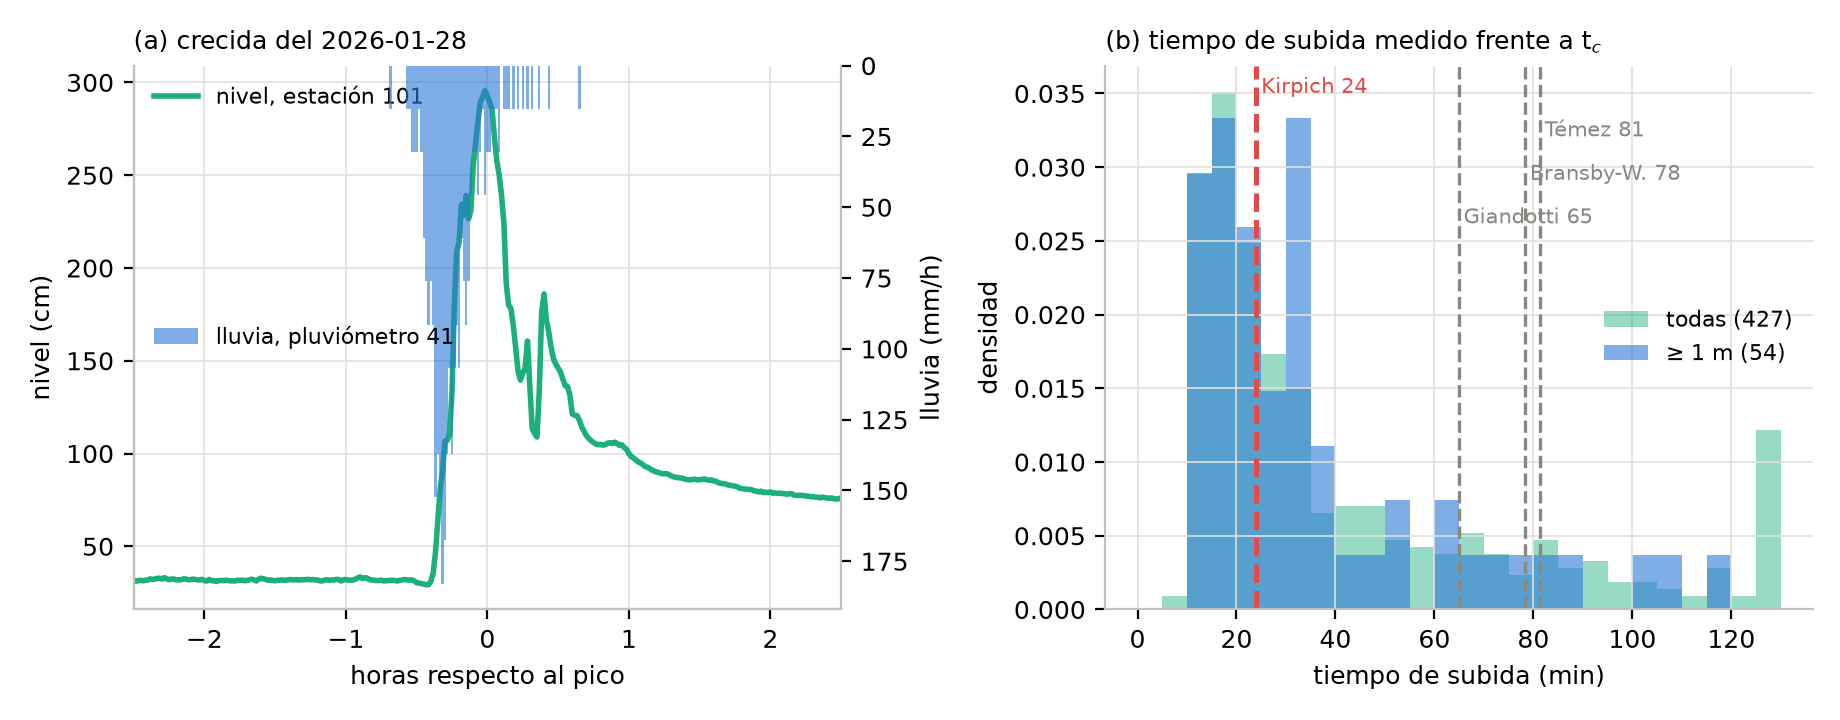 (a) crecida del 2026-01-28
nivel, estación 101
lluvia, pluviómetro 41
300
250
200
150
100
50
nivel (cm)
0
25
50
75
100
125
150
175
lluvia (mm/h)
−2
−1
0
1
2
horas respecto al pico
(b) tiempo de subida medido frente a t_c
Kirpich 24
Témez 81
Bransby-W. 78
Giandotti 65
todas (427)
≥ 1 m (54)
0.035
0.030
0.025
0.020
0.015
0.010
0.005
0.000
densidad
0
20
40
60
80
100
120
tiempo de subida (min)